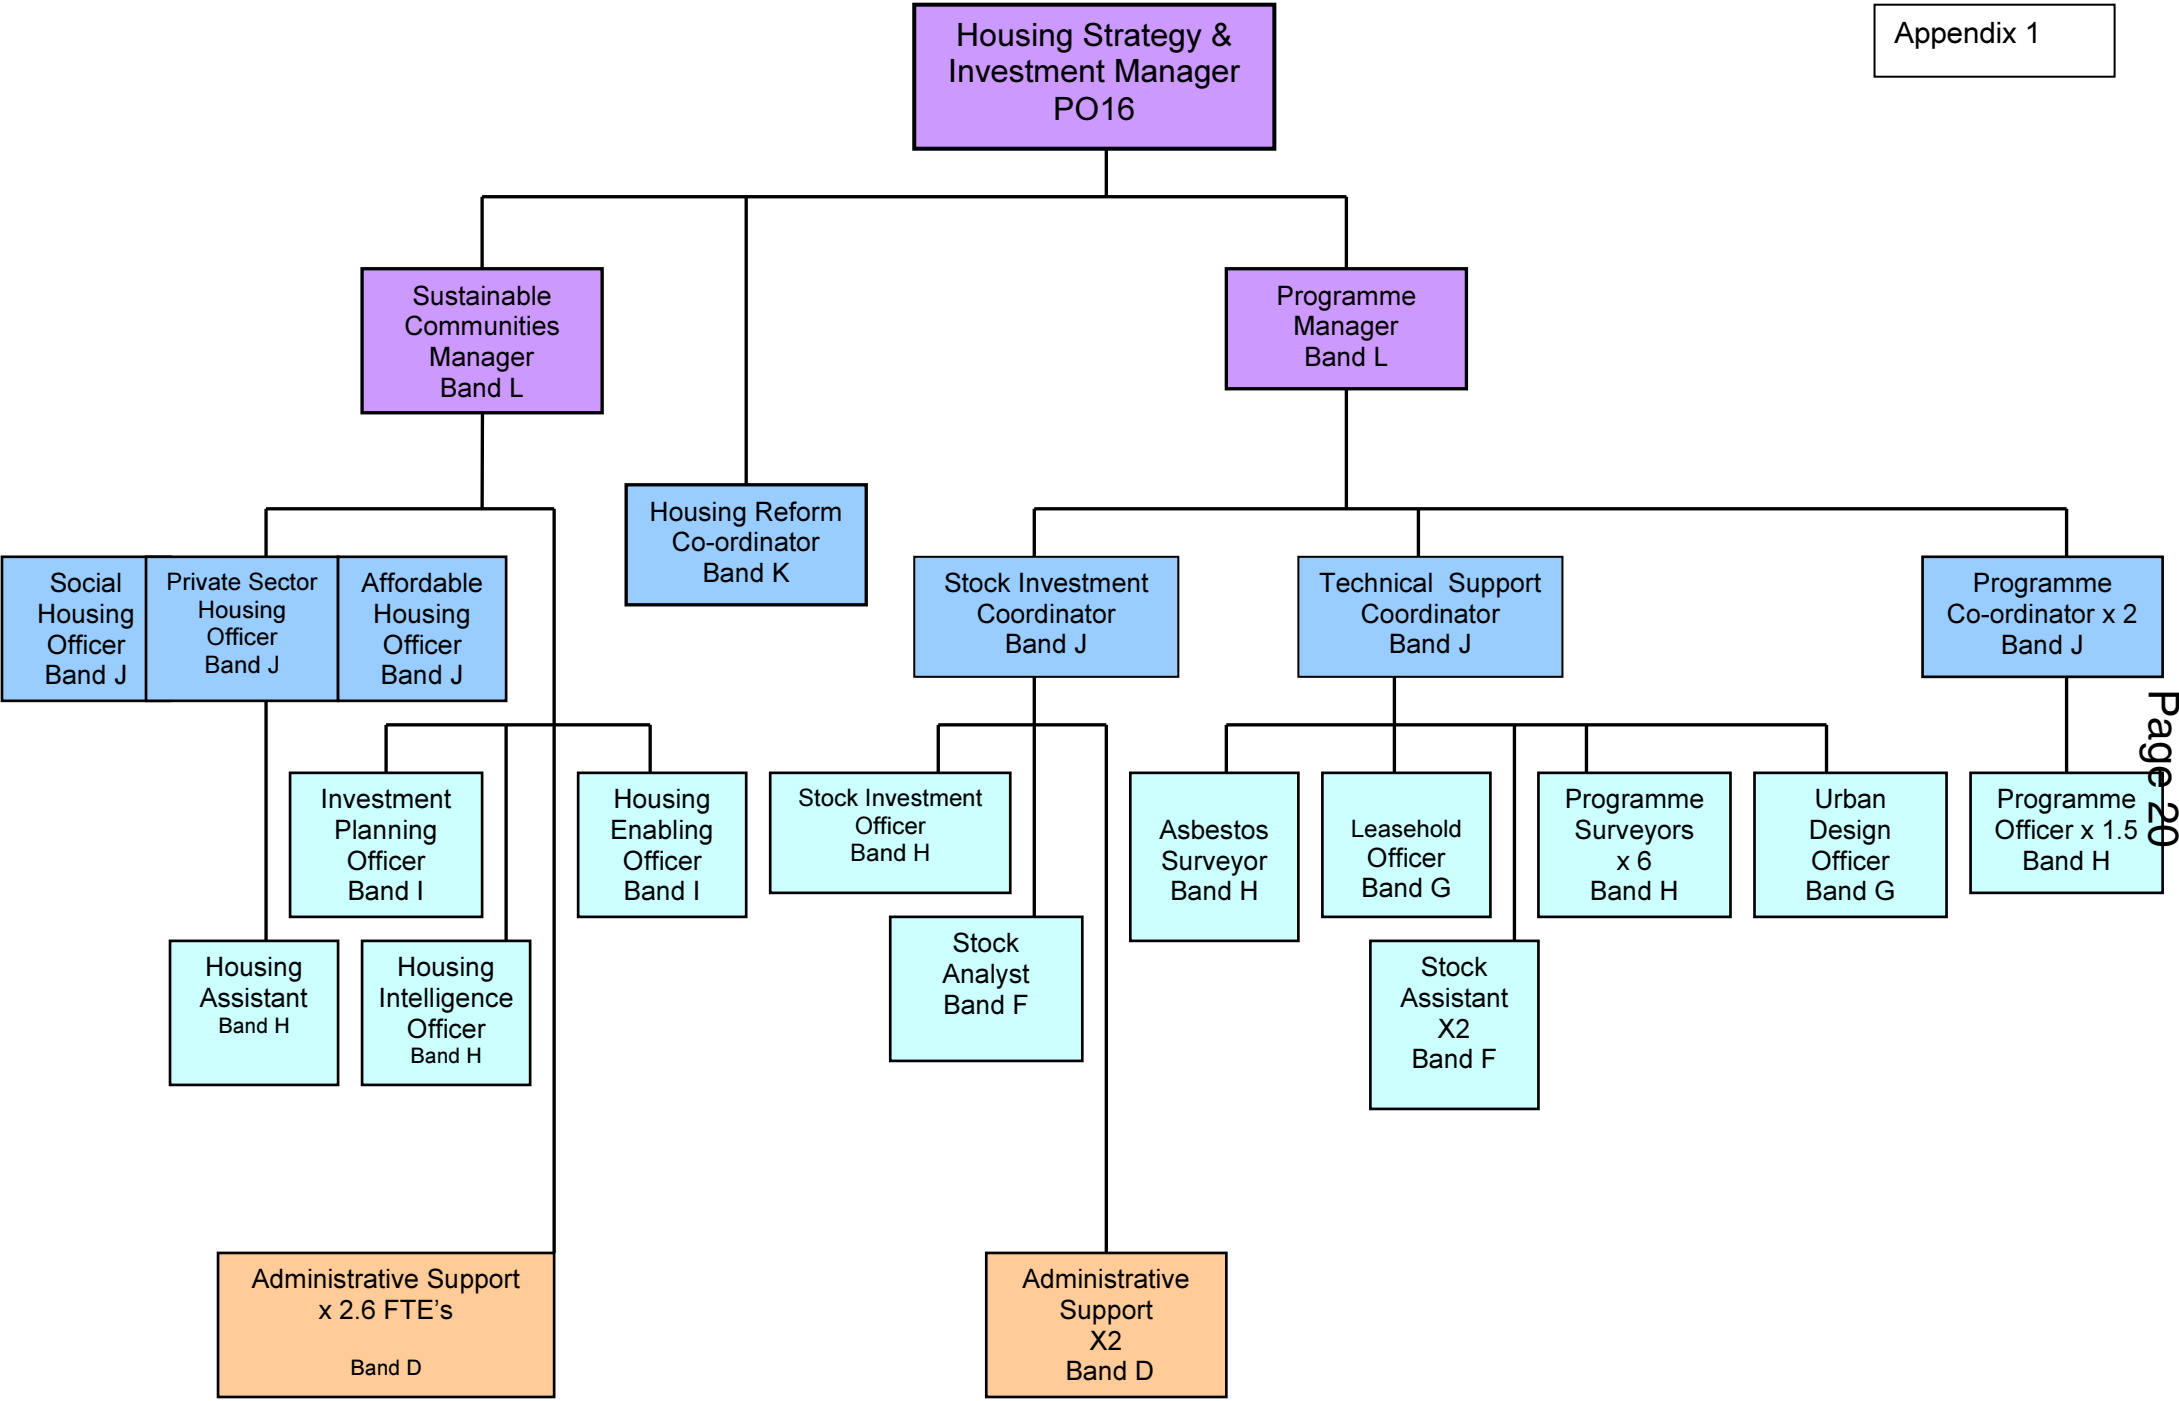 Appendix 1
Housing Strategy &
Investment Manager
PO16
Sustainable
Communities
Manager
Band L
Programme
Manager
Band L
Housing Reform
Co-ordinator
Band K
Social
Housing
Officer
Band J
Private Sector
Housing
Officer
Band J
Affordable
Housing
Officer
Band J
Stock Investment
Coordinator
Band J
Technical  Support
Coordinator
Band J
Programme
Co-ordinator x 2
Band J
Investment
Planning
Officer
Band I
Housing
Enabling
Officer
Band I
Stock Investment
Officer
Band H
Asbestos
Surveyor
Band H
Leasehold
Officer
Band G
Programme
Surveyors
x 6
Band H
Urban
Design
Officer
Band G
Programme
Officer x 1.5
Band H
Housing
Assistant
Band H
Housing
Intelligence
Officer
Band H
Stock
Analyst
Band F
Stock
Assistant
X2
Band F
Administrative Support
x 2.6 FTE’s
Band D
Administrative
Support
X2
Band D
Page 20